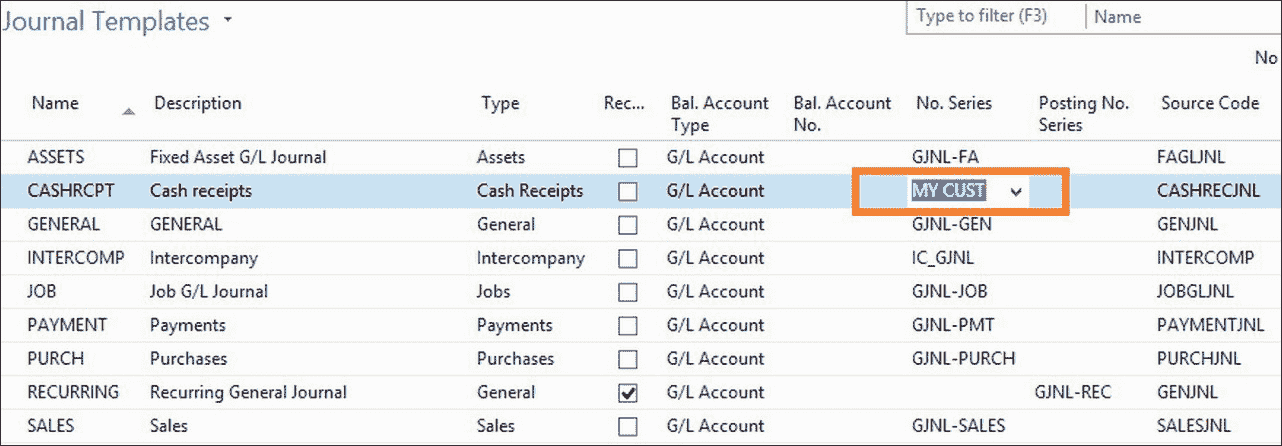 Journal Templates
Type to filter (F3) Name
No
Name Description Type Rec... Bal. Account Type Bal. Account No. No. Series Posting No. Series Source Code
ASSETS Fixed Asset G/L Journal Assets G/L Account GJNL-FA FAGLJNL
CASHRCPT Cash receipts Cash Receipts G/L Account MY CUST CASHRECJNL
GENERAL GENERAL General G/L Account GJNL-GEN GENJNL
INTERCOMP Intercompany Intercompany G/L Account IC_GJNL INTERCOMP
JOB Job G/L Journal Jobs G/L Account GJNL-JOB JOBGLJNL
PAYMENT Payments Payments G/L Account GJNL-PMT PAYMENTJNL
PURCH Purchases Purchases G/L Account GJNL-PURCH PURCHJNL
RECURRING Recurring General Journal General G/L Account GJNL-REC GENJNL
SALES Sales Sales G/L Account GJNL-SALES SALESJNL